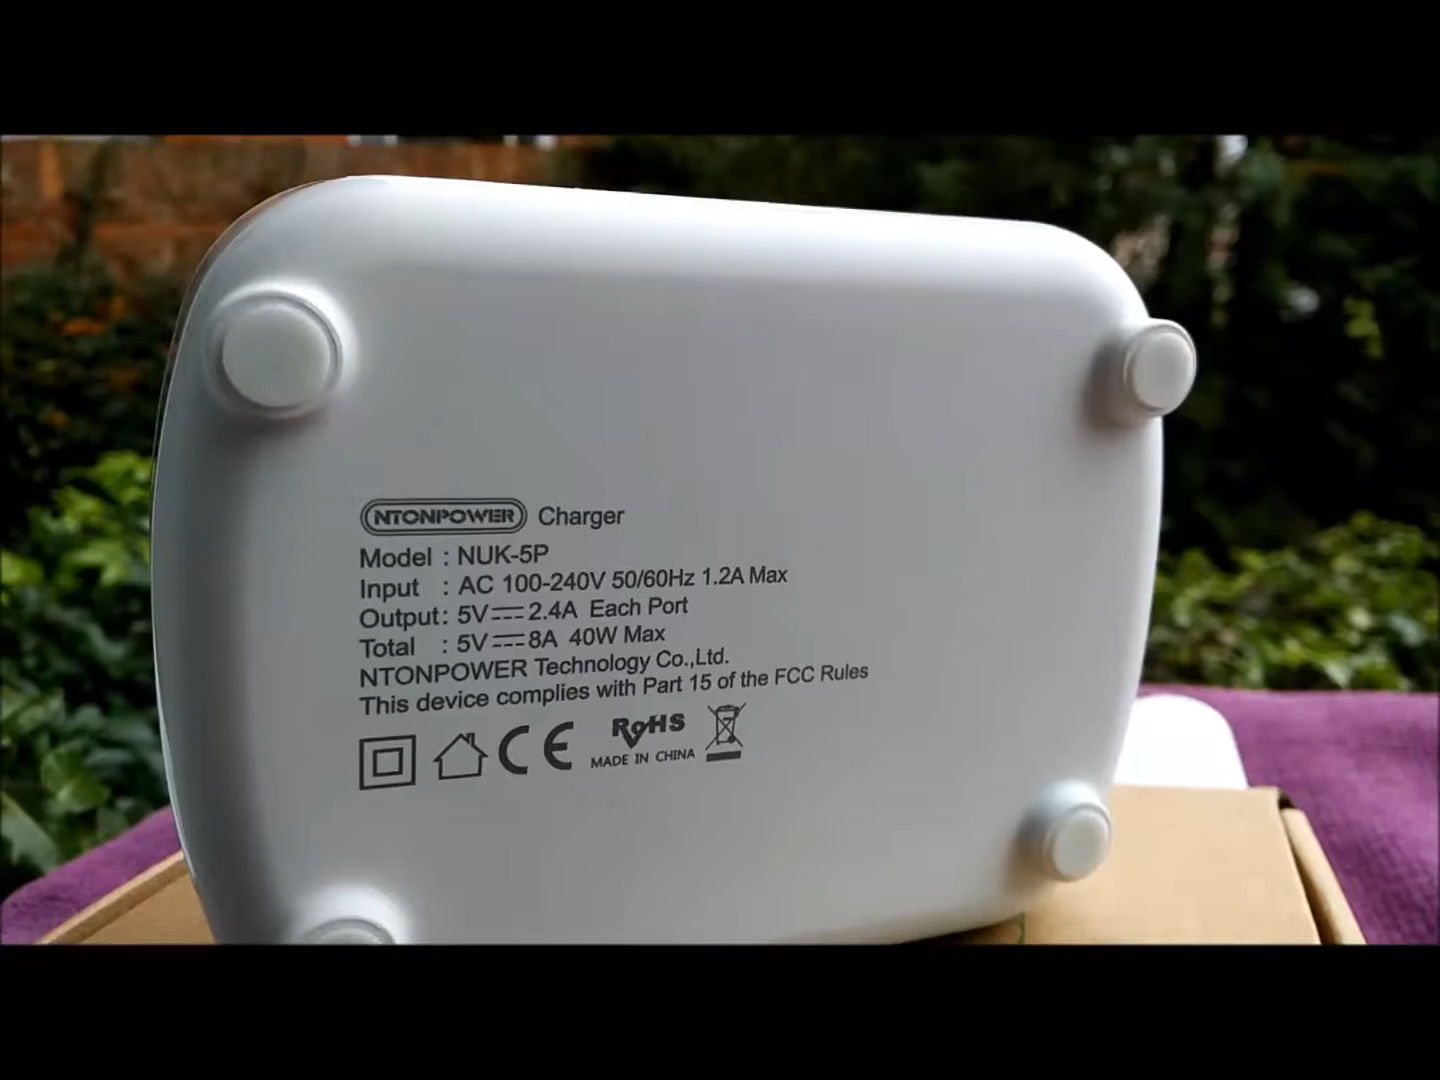 NTONPOWER Charger
Model : NUK-5P
Input : AC 100-240V 50/60Hz 1.2A Max
Output: 5V⎓2.4A Each Port
Total : 5V⎓8A 40W Max
NTONPOWER Technology Co.,Ltd.
This device complies with Part 15 of the FCC Rules
CE RoHS
MADE IN CHINA